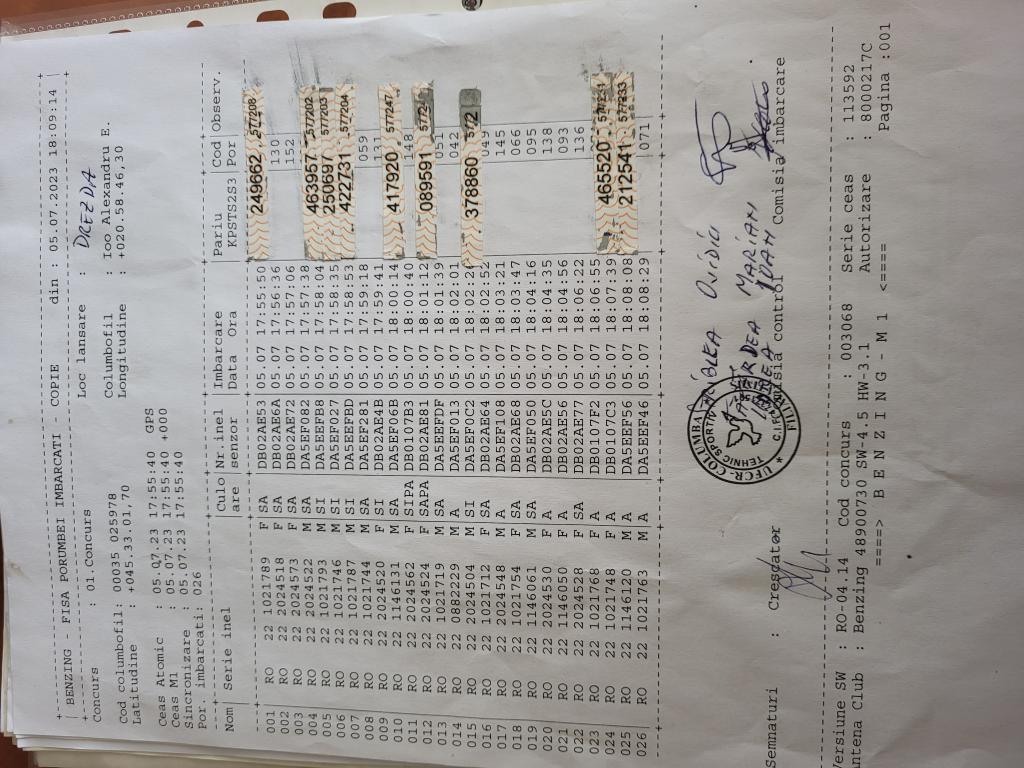 BENZING - FISA PORUMBEI IMBARCATI - COPIE din : 05.07.2023 18:09:14
Concurs : 01.Concurs Loc lansare : DREZDA
Cod columbofil: 00035 025978 Columbofil : Ioo Alexandru E.
Latitudine : +045.33.01,70 Longitudine : +020.58.46,30
Ceas Atomic : 05.07.23 17:55:40 GPS
Ceas M1 : 05.07.23 17:55:40 +000
Sincronizare : 05.07.23 17:55:40
Por. imbarcati: 026
Nom Serie inel Culo Nr.inel Imbarcare Pariu Cod Observ.
are senzor Data Ora KPSTS2S3 Por
001 RO 22 1021789 F SA DB02AE53 05.07 17:55:50 249662 577208
002 RO 22 2024518 F SA DB02AE6A 05.07 17:56:36 130
003 RO 22 2024573 F SA DB02AE72 05.07 17:57:06 152
004 RO 22 2024522 M SA DA5EF082 05.07 17:57:38 463957 577202
005 RO 22 1021793 M SI DA5EEFB8 05.07 17:58:04 250697 577203
006 RO 22 1021746 M SI DA5EF027 05.07 17:58:35 422731 577204
007 RO 22 1021787 M SI DA5EEFBD 05.07 17:58:53
008 RO 22 1021744 M SA DA5EF281 05.07 17:59:18 059
009 RO 22 2024520 F SI DB02AE4B 05.07 17:59:41 131
010 RO 22 1146131 M SA DA5EF06B 05.07 18:00:14 417920 577247
011 RO 22 2024562 F SIPA DB0107B3 05.07 18:00:40 148
012 RO 22 2024524 F SAPA DB02AE81 05.07 18:01:12 089591 5772
013 RO 22 1021719 M SA DA5EEFDF 05.07 18:01:39 051
014 RO 22 0882229 M A DA5EF013 05.07 18:02:01 042
015 RO 22 2024504 M SI DA5EF0C2 05.07 18:02:2 376860 572
016 RO 22 1021712 F SA DB02AE64 05.07 18:02:52 049
017 RO 22 2024548 M A DA5EF108 05.07 18:03:21 145
018 RO 22 1021754 F SA DB02AE68 05.07 18:03:47 066
019 RO 22 1146061 M SA DA5EF050 05.07 18:04:16 095
020 RO 22 2024530 F A DB02AE5C 05.07 18:04:35 138
021 RO 22 1146050 F A DB02AE56 05.07 18:04:56 093
022 RO 22 2024528 F SA DB02AE77 05.07 18:06:22 136
023 RO 22 1021768 F A DB0107F2 05.07 18:06:55 465520
024 RO 22 1021748 F A DB0107C3 05.07 18:07:39 212541 577833
025 RO 22 1146120 M A DA5EEF56 05.07 18:08:08
026 RO 22 1021763 M A DA5EEF46 05.07 18:08:29 071
OVIDIU
MARIAN
Semnaturi : Crescator Comisia control Comisia imbarcare
UFCR-COLUMBA
TEHNIC SPORTIV
Versiune SW : RO-04.14 Cod concurs : 003068 Serie ceas : 113592
ntena Club : Benzing 48900730 SW-4.5 HW-3.1 Autorizare : 8000217C
====> B E N Z I N G - M 1 <==== Pagina :001